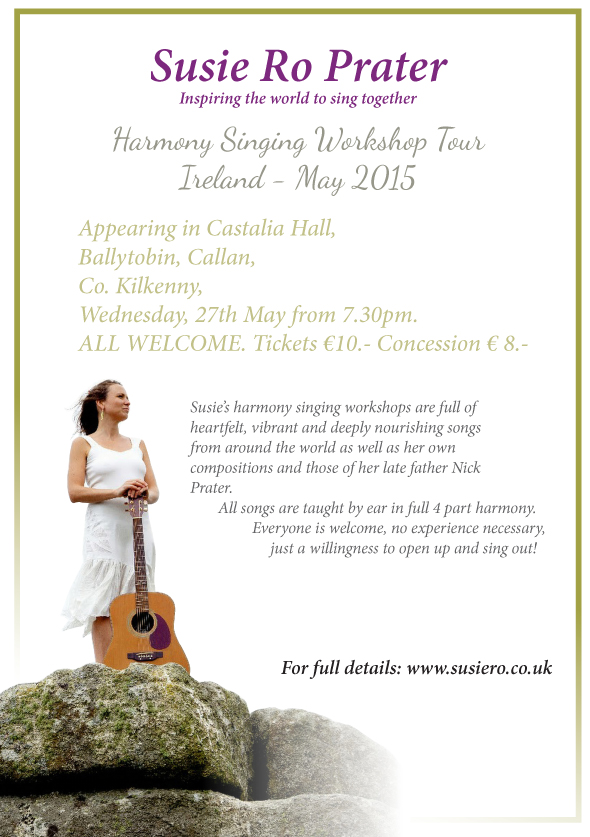 Susie Ro Prater
Inspiring the world to sing together
Harmony Singing Workshop Tour
Ireland - May 2015
Appearing in Castalia Hall,
Ballytobin, Callan,
Co. Kilkenny,
Wednesday, 27th May from 7.30pm.
ALL WELCOME. Tickets €10.- Concession € 8.-
Susie's harmony singing workshops are full of
heartfelt, vibrant and deeply nourishing songs
from around the world as well as her own
compositions and those of her late father Nick
Prater.
All songs are taught by ear in full 4 part harmony.
Everyone is welcome, no experience necessary,
just a willingness to open up and sing out!
For full details: www.susiero.co.uk